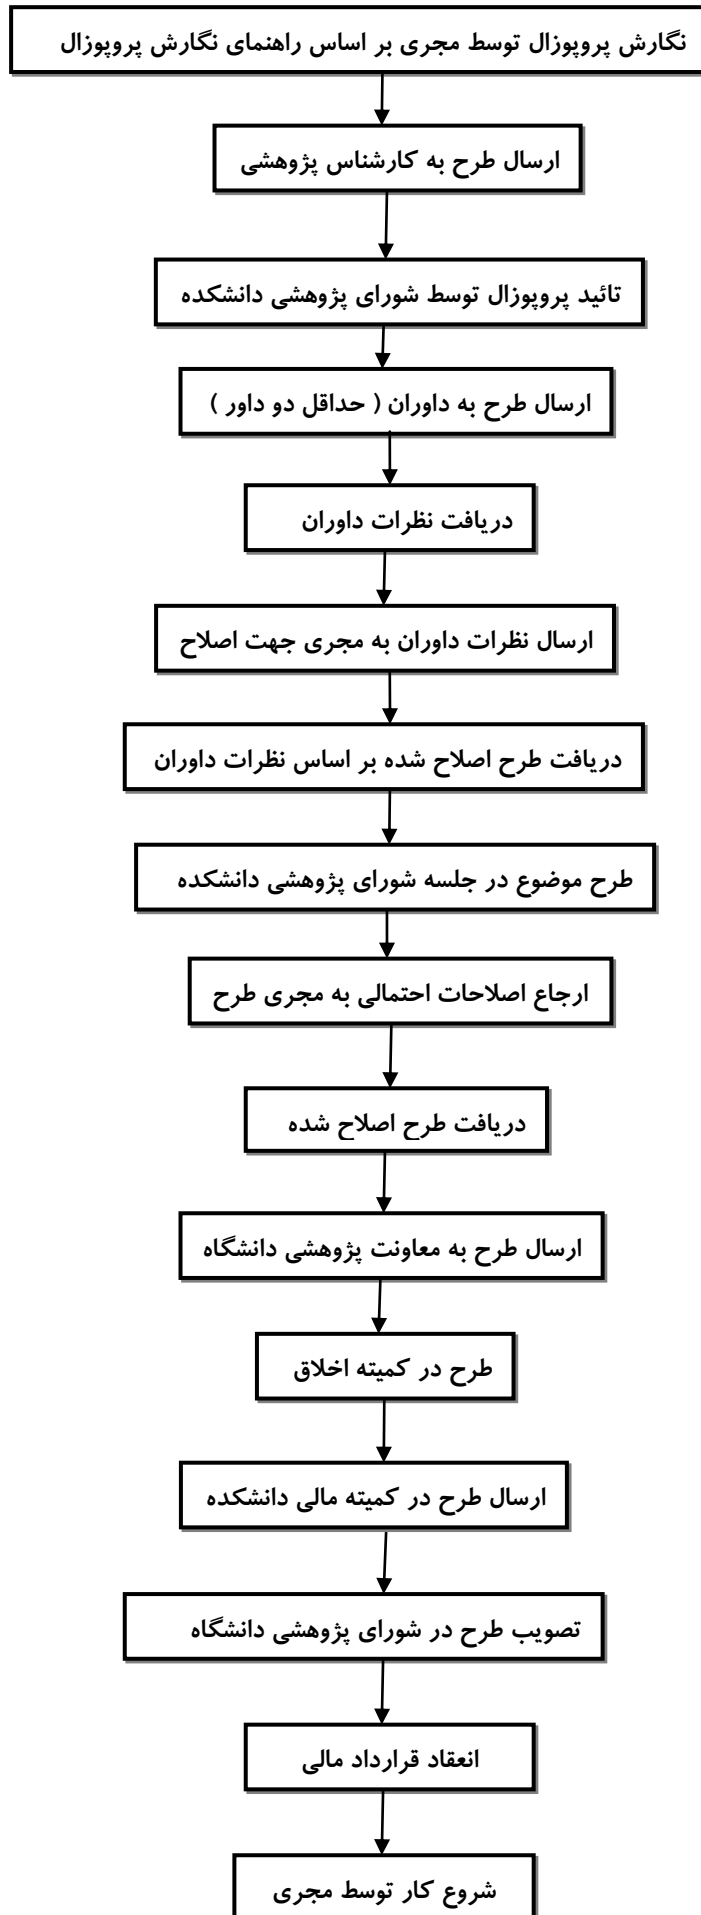 نگارش پروپوزال توسط مجری بر اساس راهنمای نگارش پروپوزال
ارسال طرح به کارشناس پژوهشی
تائید پروپوزال توسط شورای پژوهشی دانشکده
ارسال طرح به داوران ( حداقل دو داور )
دریافت نظرات داوران
ارسال نظرات داوران به مجری جهت اصلاح
دریافت طرح اصلاح شده بر اساس نظرات داوران
طرح موضوع در جلسه شورای پژوهشی دانشکده
ارجاع اصلاحات احتمالی به مجری طرح
دریافت طرح اصلاح شده
ارسال طرح به معاونت پژوهشی دانشگاه
طرح در کمیته اخلاق
ارسال طرح در کمیته مالی دانشکده
تصویب طرح در شورای پژوهشی دانشگاه
انعقاد قرارداد مالی
شروع کار توسط مجری